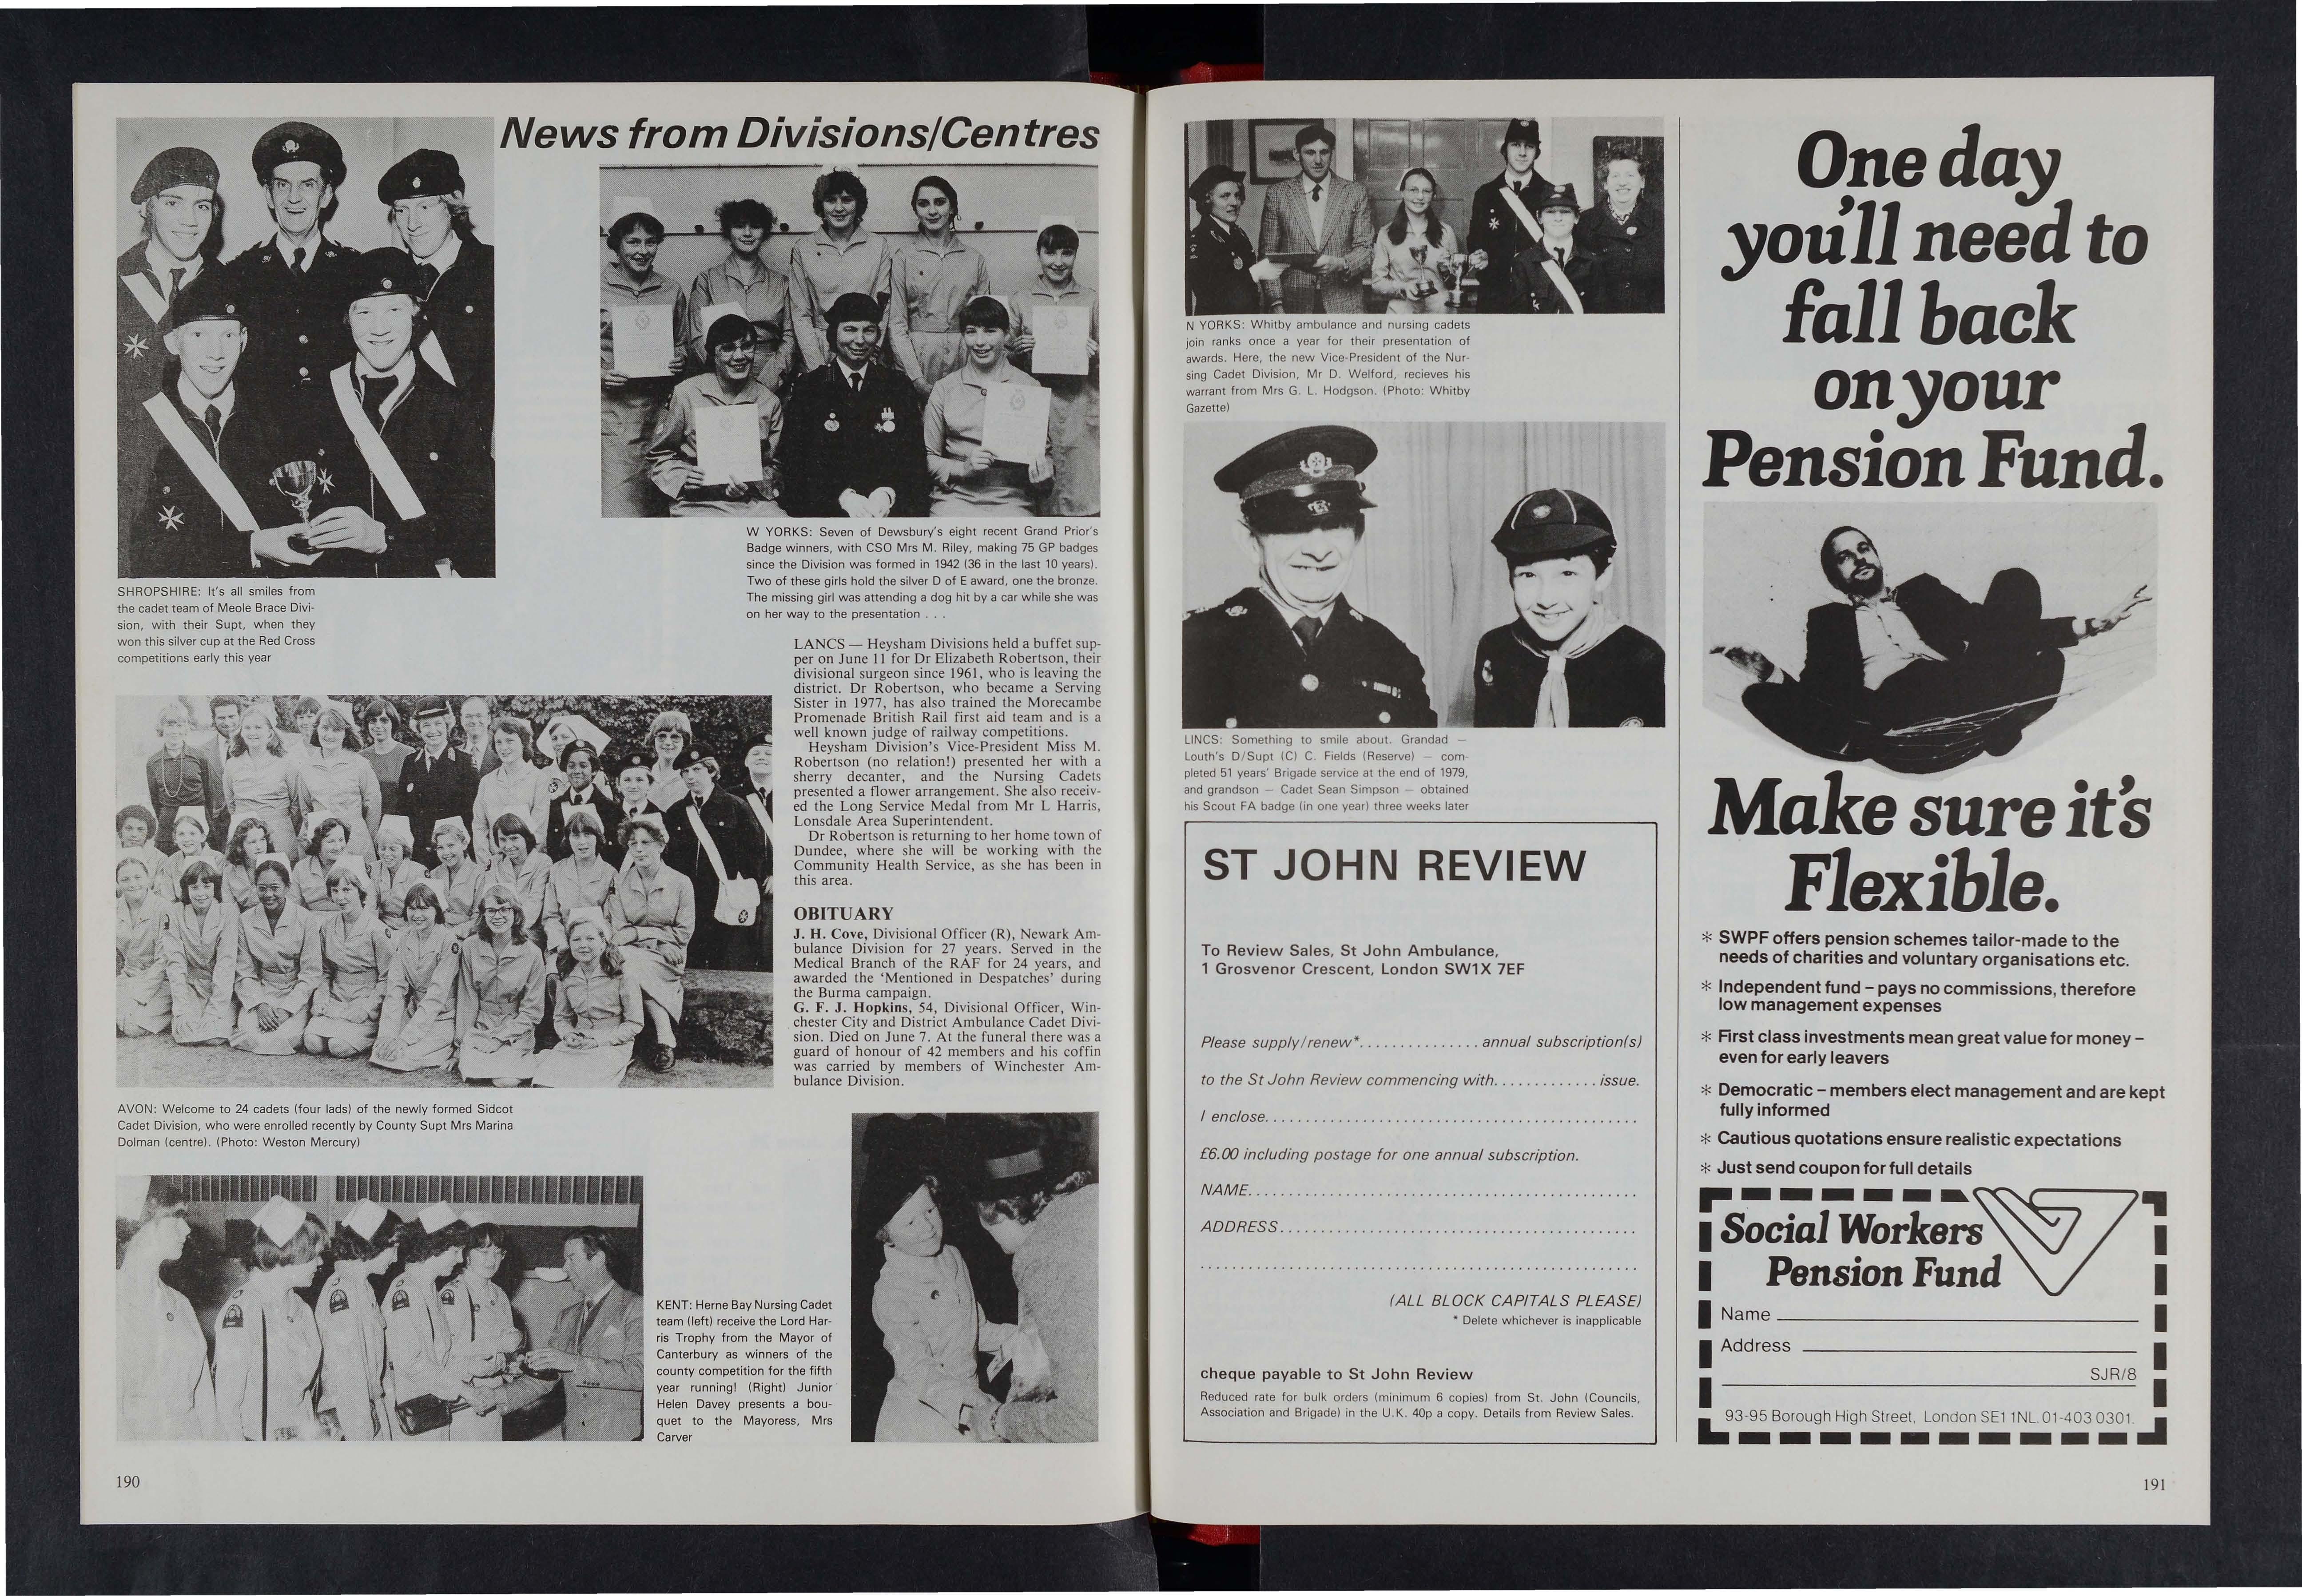 News from Divisions/Centres
SHROPSHIRE: It's all smiles from
the cadet team of Meole Brace Divi-
sion, with their Supt, when they
won this silver cup at the Red Cross
competitions early this year
W YORKS: Seven of Dewsbury's eight recent Grand Prior's
Badge winners, with CSO Mrs M. Riley, making 75 GP badges
since the Division was formed in 1942 (36 in the last 10 years).
Two of these girls hold the silver D of E award, one the bronze.
The missing girl was attending a dog hit by a car while she was
on her way to the presentation . . .
LANCS — Heysham Divisions held a buffet sup-
per on June 11 for Dr Elizabeth Robertson, their
divisional surgeon since 1961, who is leaving the
district. Dr Robertson, who became a Serving
Sister in 1977, has also trained the Morecambe
Promenade British Rail first aid team and is a
well known judge of railway competitions.
Heysham Division's Vice-President Miss M.
Robertson (no relation!) presented her with a
sherry decanter, and the Nursing Cadets
presented a flower arrangement. She also receiv-
ed the Long Service Medal from Mr L Harris,
Lonsdale Area Superintendent.
Dr Robertson is returning to her home town of
Dundee, where she will be working with the
Community Health Service, as she has been in
this area.
OBITUARY
J. H. Cove, Divisional Officer (R), Newark Am-
bulance Division for 27 years. Served in the
Medical Branch of the RAF for 24 years, and
awarded the 'Mentioned in Despatches' during
the Burma campaign.
G. F. J. Hopkins, 54, Divisional Officer, Win-
chester City and District Ambulance Cadet Divi-
sion. Died on June 7. At the funeral there was a
guard of honour of 42 members and his coffin
was carried by members of Winchester Am-
bulance Division.
AVON: Welcome to 24 cadets (four lads) of the newly formed Sidcot
Cadet Division, who were enrolled recently by County Supt Mrs Marina
Dolman (centre). (Photo: Weston Mercury)
KENT: Herne Bay Nursing Cadet
team (left) receive the Lord Har-
ris Trophy from the Mayor of
Canterbury as winners of the
county competition for the fifth
year running! (Right) Junior
Helen Davey presents a bou-
quet to the Mayoress, Mrs
Carver
190
N YORKS: Whitby ambulance and nursing cadets
join ranks once a year for their presentation of
awards. Here, the new Vice-President of the Nur-
sing Cadet Division, Mr D. Welford, recieves his
warrant from Mrs G. L. Hodgson. (Photo: Whitby
Gazette)
LINCS: Something to smile about. Grandad —
Louth's D/Supt (C) C. Fields (Reserve) — com-
pleted 51 years' Brigade service at the end of 1979,
and grandson — Cadet Sean Simpson — obtained
his Scout FA badge (in one year) three weeks later
ST JOHN REVIEW
To Review Sales, St John Ambulance,
1 Grosvenor Crescent, London SW1X 7EF
Please supply/renew*............... annual subscription(s)
to the St John Review commencing with............. issue.
I enclose.....................................................
£6.00 including postage for one annual subscription.
NAME.......................................................
ADDRESS...................................................
..............................................................
(ALL BLOCK CAPITALS PLEASE)
* Delete whichever is inapplicable
cheque payable to St John Review
Reduced rate for bulk orders (minimum 6 copies) from St. John (Councils,
Association and Brigade) in the U.K. 40p a copy. Details from Review Sales.
One day
you'll need to
fall back
on your
Pension Fund.
Make sure it's
Flexible.
* SWPF offers pension schemes tailor-made to the
needs of charities and voluntary organisations etc.
* Independent fund – pays no commissions, therefore
low management expenses
* First class investments mean great value for money –
even for early leavers
* Democratic – members elect management and are kept
fully informed
* Cautious quotations ensure realistic expectations
* Just send coupon for full details
Social Workers
Pension Fund
Name
Address
SJR/8
93-95 Borough High Street, London SE1 1NL. 01-403 0301.
191